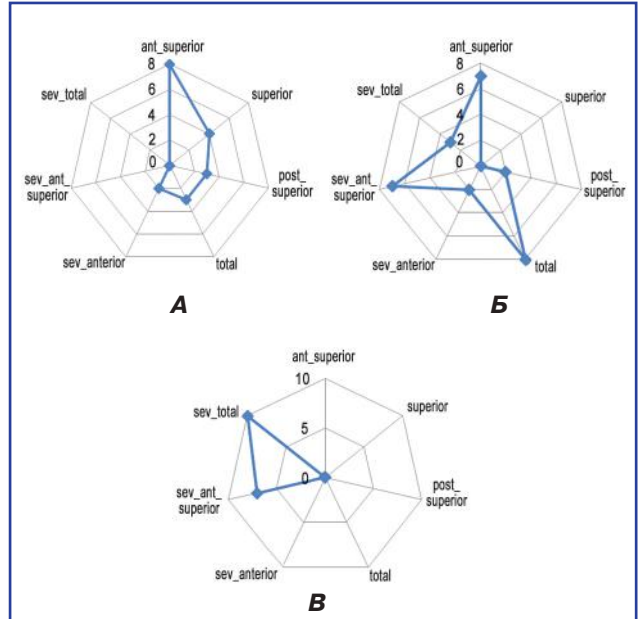 ant_superior
8
6
4
2
0
superior
post_
superior
total
sev_anterior
sev_ant_
superior
sev_total
А
ant_superior
8
6
4
2
0
superior
post_
superior
total
sev_anterior
sev_ant_
superior
sev_total
Б
ant_superior
10
5
0
superior
post_
superior
total
sev_anterior
sev_ant_
superior
sev_total
В